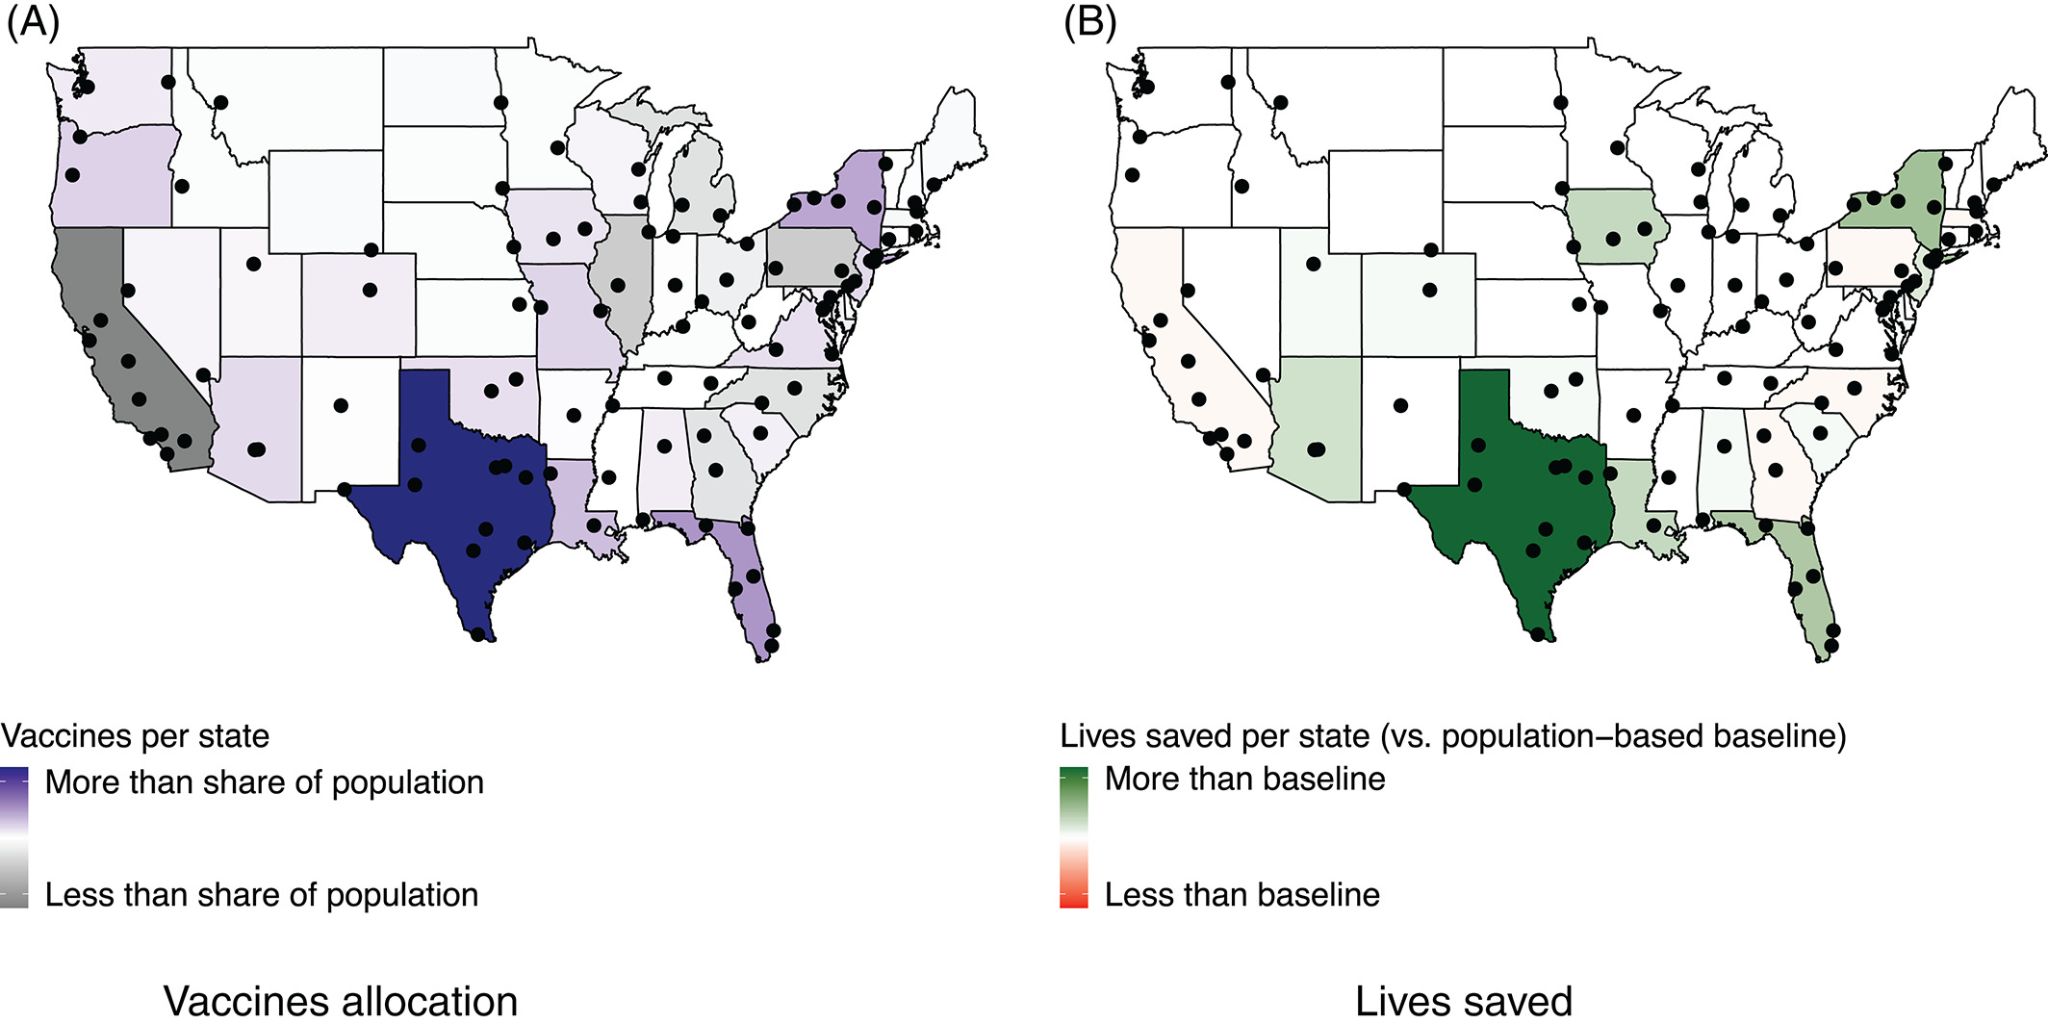 (A)
(B)
Vaccines per state
More than share of population
Less than share of population
Lives saved per state (vs. population–based baseline)
More than baseline
Less than baseline
Vaccines allocation
Lives saved